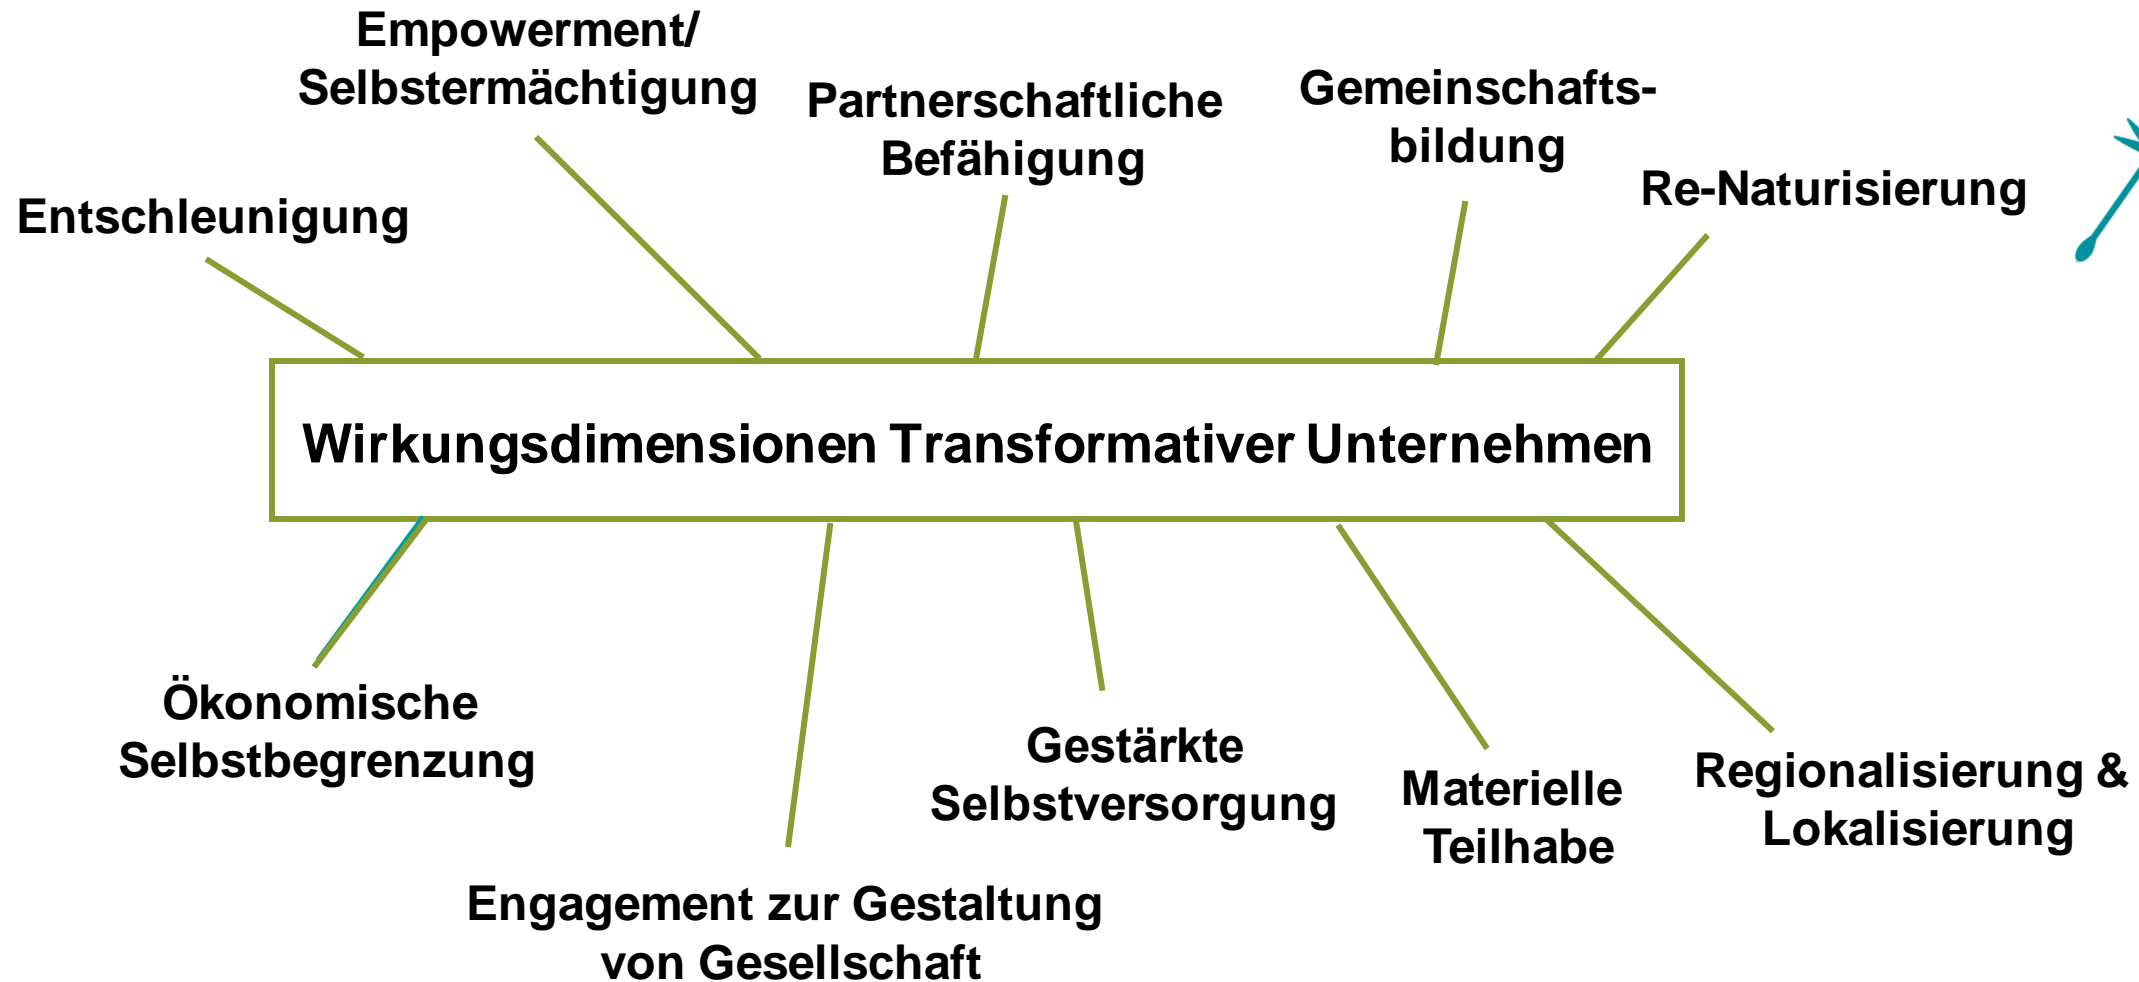 Empowerment/
Selbstermächtigung
Partnerschaftliche
Befähigung
Gemeinschafts-
bildung
Re-Naturisierung
Entschleunigung
Wirkungsdimensionen Transformativer Unternehmen
Ökonomische
Selbstbegrenzung
Engagement zur Gestaltung
von Gesellschaft
Gestärkte
Selbstversorgung
Materielle
Teilhabe
Regionalisierung &
Lokalisierung